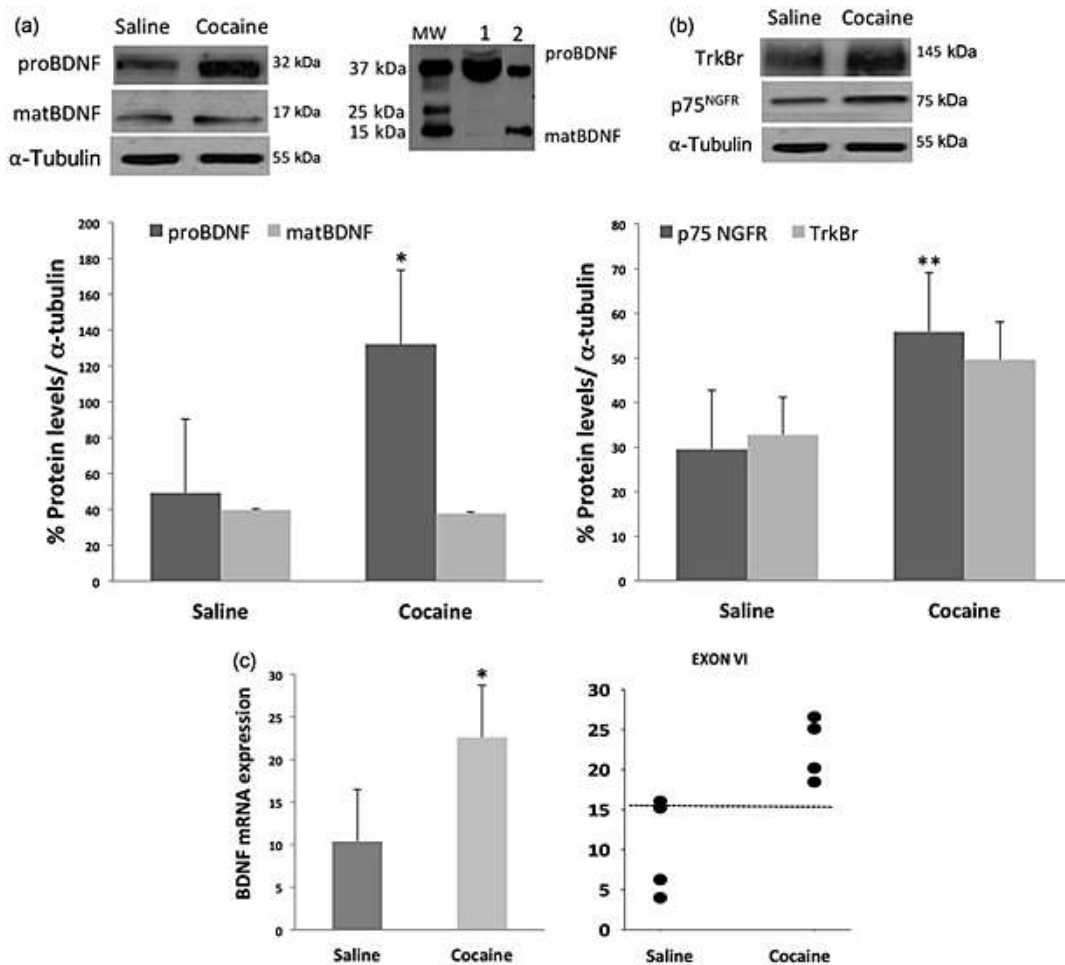 (a)
Saline Cocaine
proBDNF 32 kDa
matBDNF 17 kDa
α-Tubulin 55 kDa
MW 1 2
37 kDa proBDNF
25 kDa
15 kDa matBDNF
(b)
Saline Cocaine
TrkBr 145 kDa
p75NGFR 75 kDa
α-Tubulin 55 kDa
% Protein levels/ α-tubulin
200
180
160
140
120
100
80
60
40
20
0
proBDNF matBDNF
*
Saline Cocaine
% Protein levels/ α-tubulin
80
70
60
50
40
30
20
10
0
p75 NGFR TrkBr
**
Saline Cocaine
(c)
BDNF mRNA expression
30
25
20
15
10
5
0
*
Saline Cocaine
EXON VI
30
25
20
15
10
5
0
Saline Cocaine